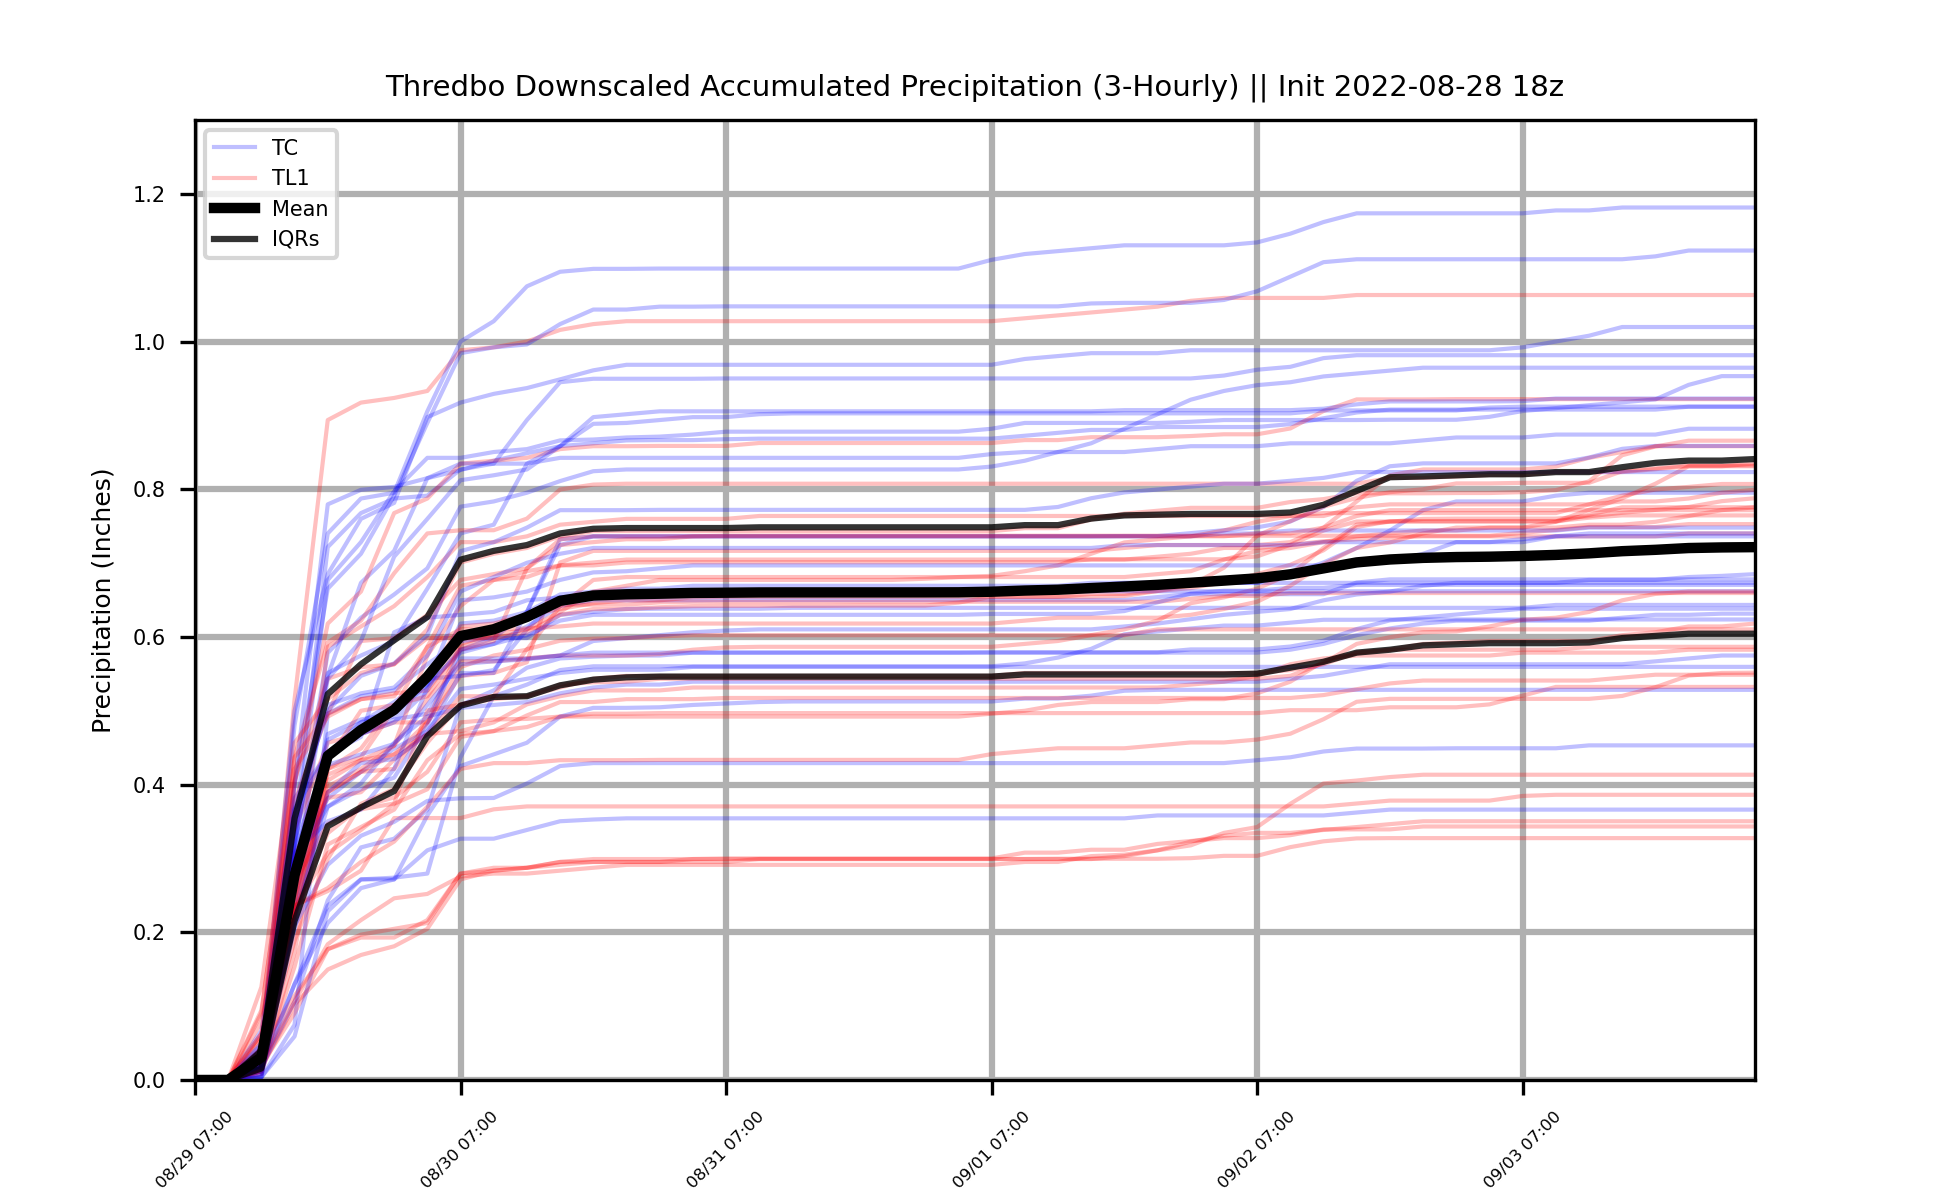 Thredbo Downscaled Accumulated Precipitation (3-Hourly) || Init 2022-08-28 18z
TC
TL1
Mean
IQRs
Precipitation (Inches)
1.2
1.0
0.8
0.6
0.4
0.2
0.0
08/29 07:00
08/30 07:00
08/31 07:00
09/01 07:00
09/02 07:00
09/03 07:00